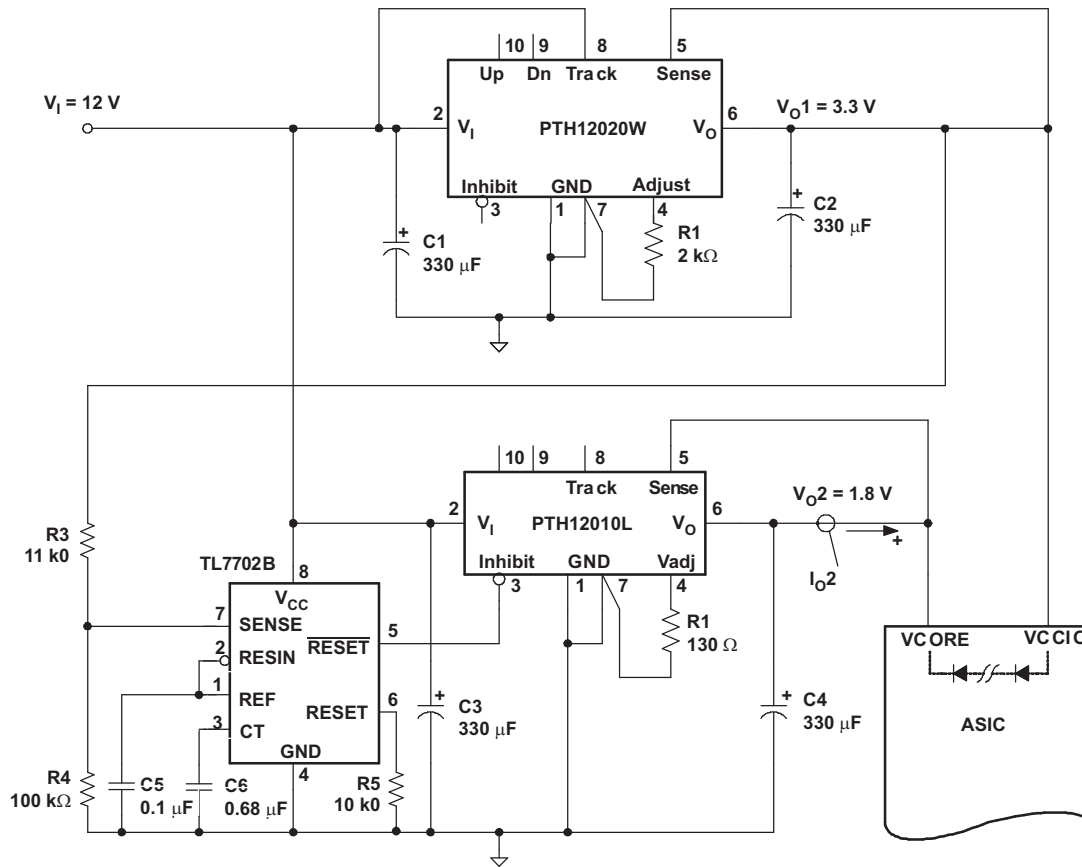 10 9 8 5
Up Dn Track Sense
V_I = 12 V
2 V_I PTH12020W V_O 6
V_O1 = 3.3 V
Inhibit GND Adjust
3 1 7 4
+ C1
330 μF
R1
2 kΩ
+ C2
330 μF
10 9 8 5
Track Sense
2 V_I PTH12010L V_O 6
V_O2 = 1.8 V
+
I_O2
Inhibit GND Vadj
3 1 7 4
R1
130 Ω
R3
11 k0
TL7702B
8
V_CC
7 SENSE
2 RESIN
1 REF
3 CT
RESET 5
RESET 6
GND
4
+ C3
330 μF
+ C4
330 μF
R4
100 kΩ
C5
0.1 μF
C6
0.68 μF
R5
10 k0
VCORE VCCIO
ASIC